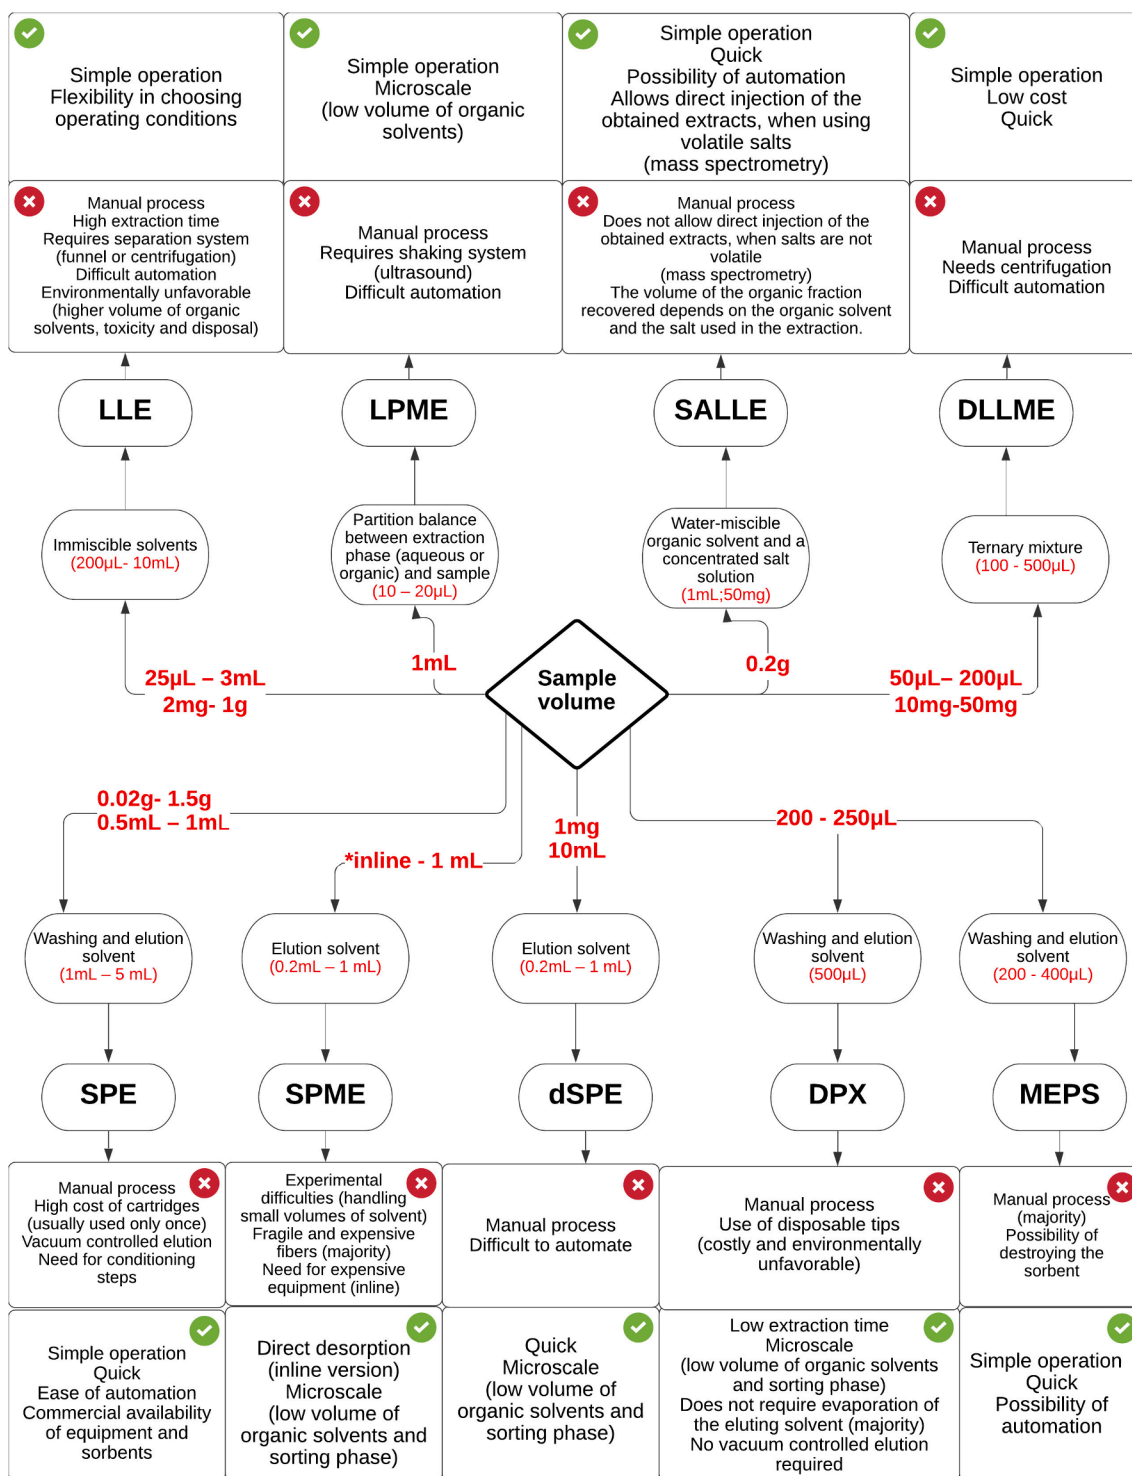 Simple operation
Flexibility in choosing
operating conditions
Simple operation
Microscale
(low volume of organic
solvents)
Simple operation
Quick
Possibility of automation
Allows direct injection of the
obtained extracts, when using
volatile salts
(mass spectrometry)
Simple operation
Low cost
Quick
Manual process
High extraction time
Requires separation system
(funnel or centrifugation)
Difficult automation
Environmentally unfavorable
(higher volume of organic
solvents, toxicity and disposal)
Manual process
Requires shaking system
(ultrasound)
Difficult automation
Manual process
Does not allow direct injection of the
obtained extracts, when salts are not
volatile
(mass spectrometry)
The volume of the organic fraction
recovered depends on the organic solvent
and the salt used in the extraction.
Manual process
Needs centrifugation
Difficult automation
LLE
LPME
SALLE
DLLME
Immiscible solvents
(200µL- 10mL)
Partition balance
between extraction
phase (aqueous or
organic) and sample
(10 – 20µL)
Water-miscible
organic solvent and a
concentrated salt
solution
(1mL;50mg)
Ternary mixture
(100 - 500µL)
25µL – 3mL
2mg- 1g
1mL
Sample
volume
0.2g
50µL– 200µL
10mg-50mg
0.02g- 1.5g
0.5mL – 1mL
*inline - 1 mL
1mg
10mL
200 - 250µL
Washing and elution
solvent
(1mL – 5 mL)
Elution solvent
(0.2mL – 1 mL)
Elution solvent
(0.2mL – 1 mL)
Washing and elution
solvent
(500µL)
Washing and elution
solvent
(200 - 400µL)
SPE
SPME
dSPE
DPX
MEPS
Manual process
High cost of cartridges
(usually used only once)
Vacuum controlled elution
Need for conditioning
steps
Experimental
difficulties (handling
small volumes of solvent)
Fragile and expensive
fibers (majority)
Need for expensive
equipment (inline)
Manual process
Difficult to automate
Manual process
Use of disposable tips
(costly and environmentally
unfavorable)
Manual process
(majority)
Possibility of
destroying the
sorbent
Simple operation
Quick
Ease of automation
Commercial availability
of equipment and
sorbents
Direct desorption
(inline version)
Microscale
(low volume of
organic solvents and
sorting phase)
Quick
Microscale
(low volume of
organic solvents and
sorting phase)
Low extraction time
Microscale
(low volume of organic solvents
and sorting phase)
Does not require evaporation of
the eluting solvent (majority)
No vacuum controlled elution
required
Simple operation
Quick
Possibility of
automation